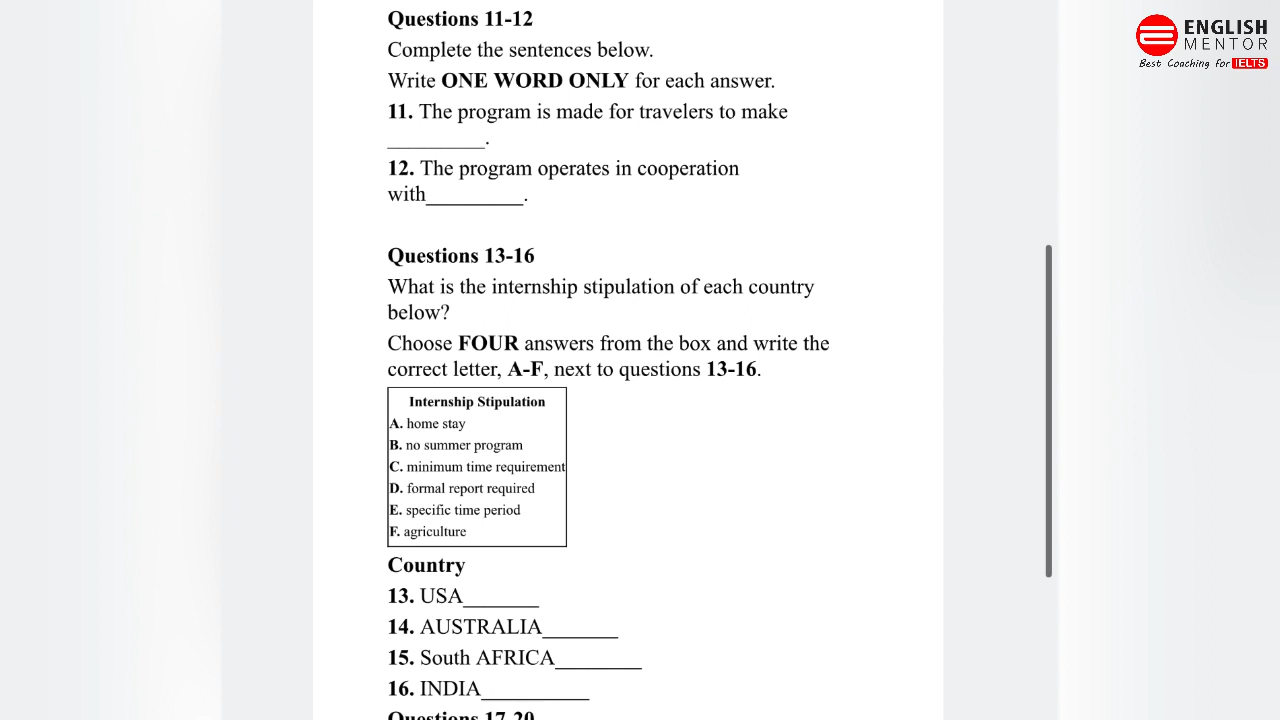 ENGLISH
MENTOR
Best Coaching for IELTS
Questions 11-12
Complete the sentences below.
Write ONE WORD ONLY for each answer.
11. The program is made for travelers to make
_________.
12. The program operates in cooperation
with_________.
Questions 13-16
What is the internship stipulation of each country
below?
Choose FOUR answers from the box and write the
correct letter, A-F, next to questions 13-16.
Internship Stipulation
A. home stay
B. no summer program
C. minimum time requirement
D. formal report required
E. specific time period
F. agriculture
Country
13. USA_______
14. AUSTRALIA_______
15. South AFRICA________
16. INDIA__________
Questions 17-20